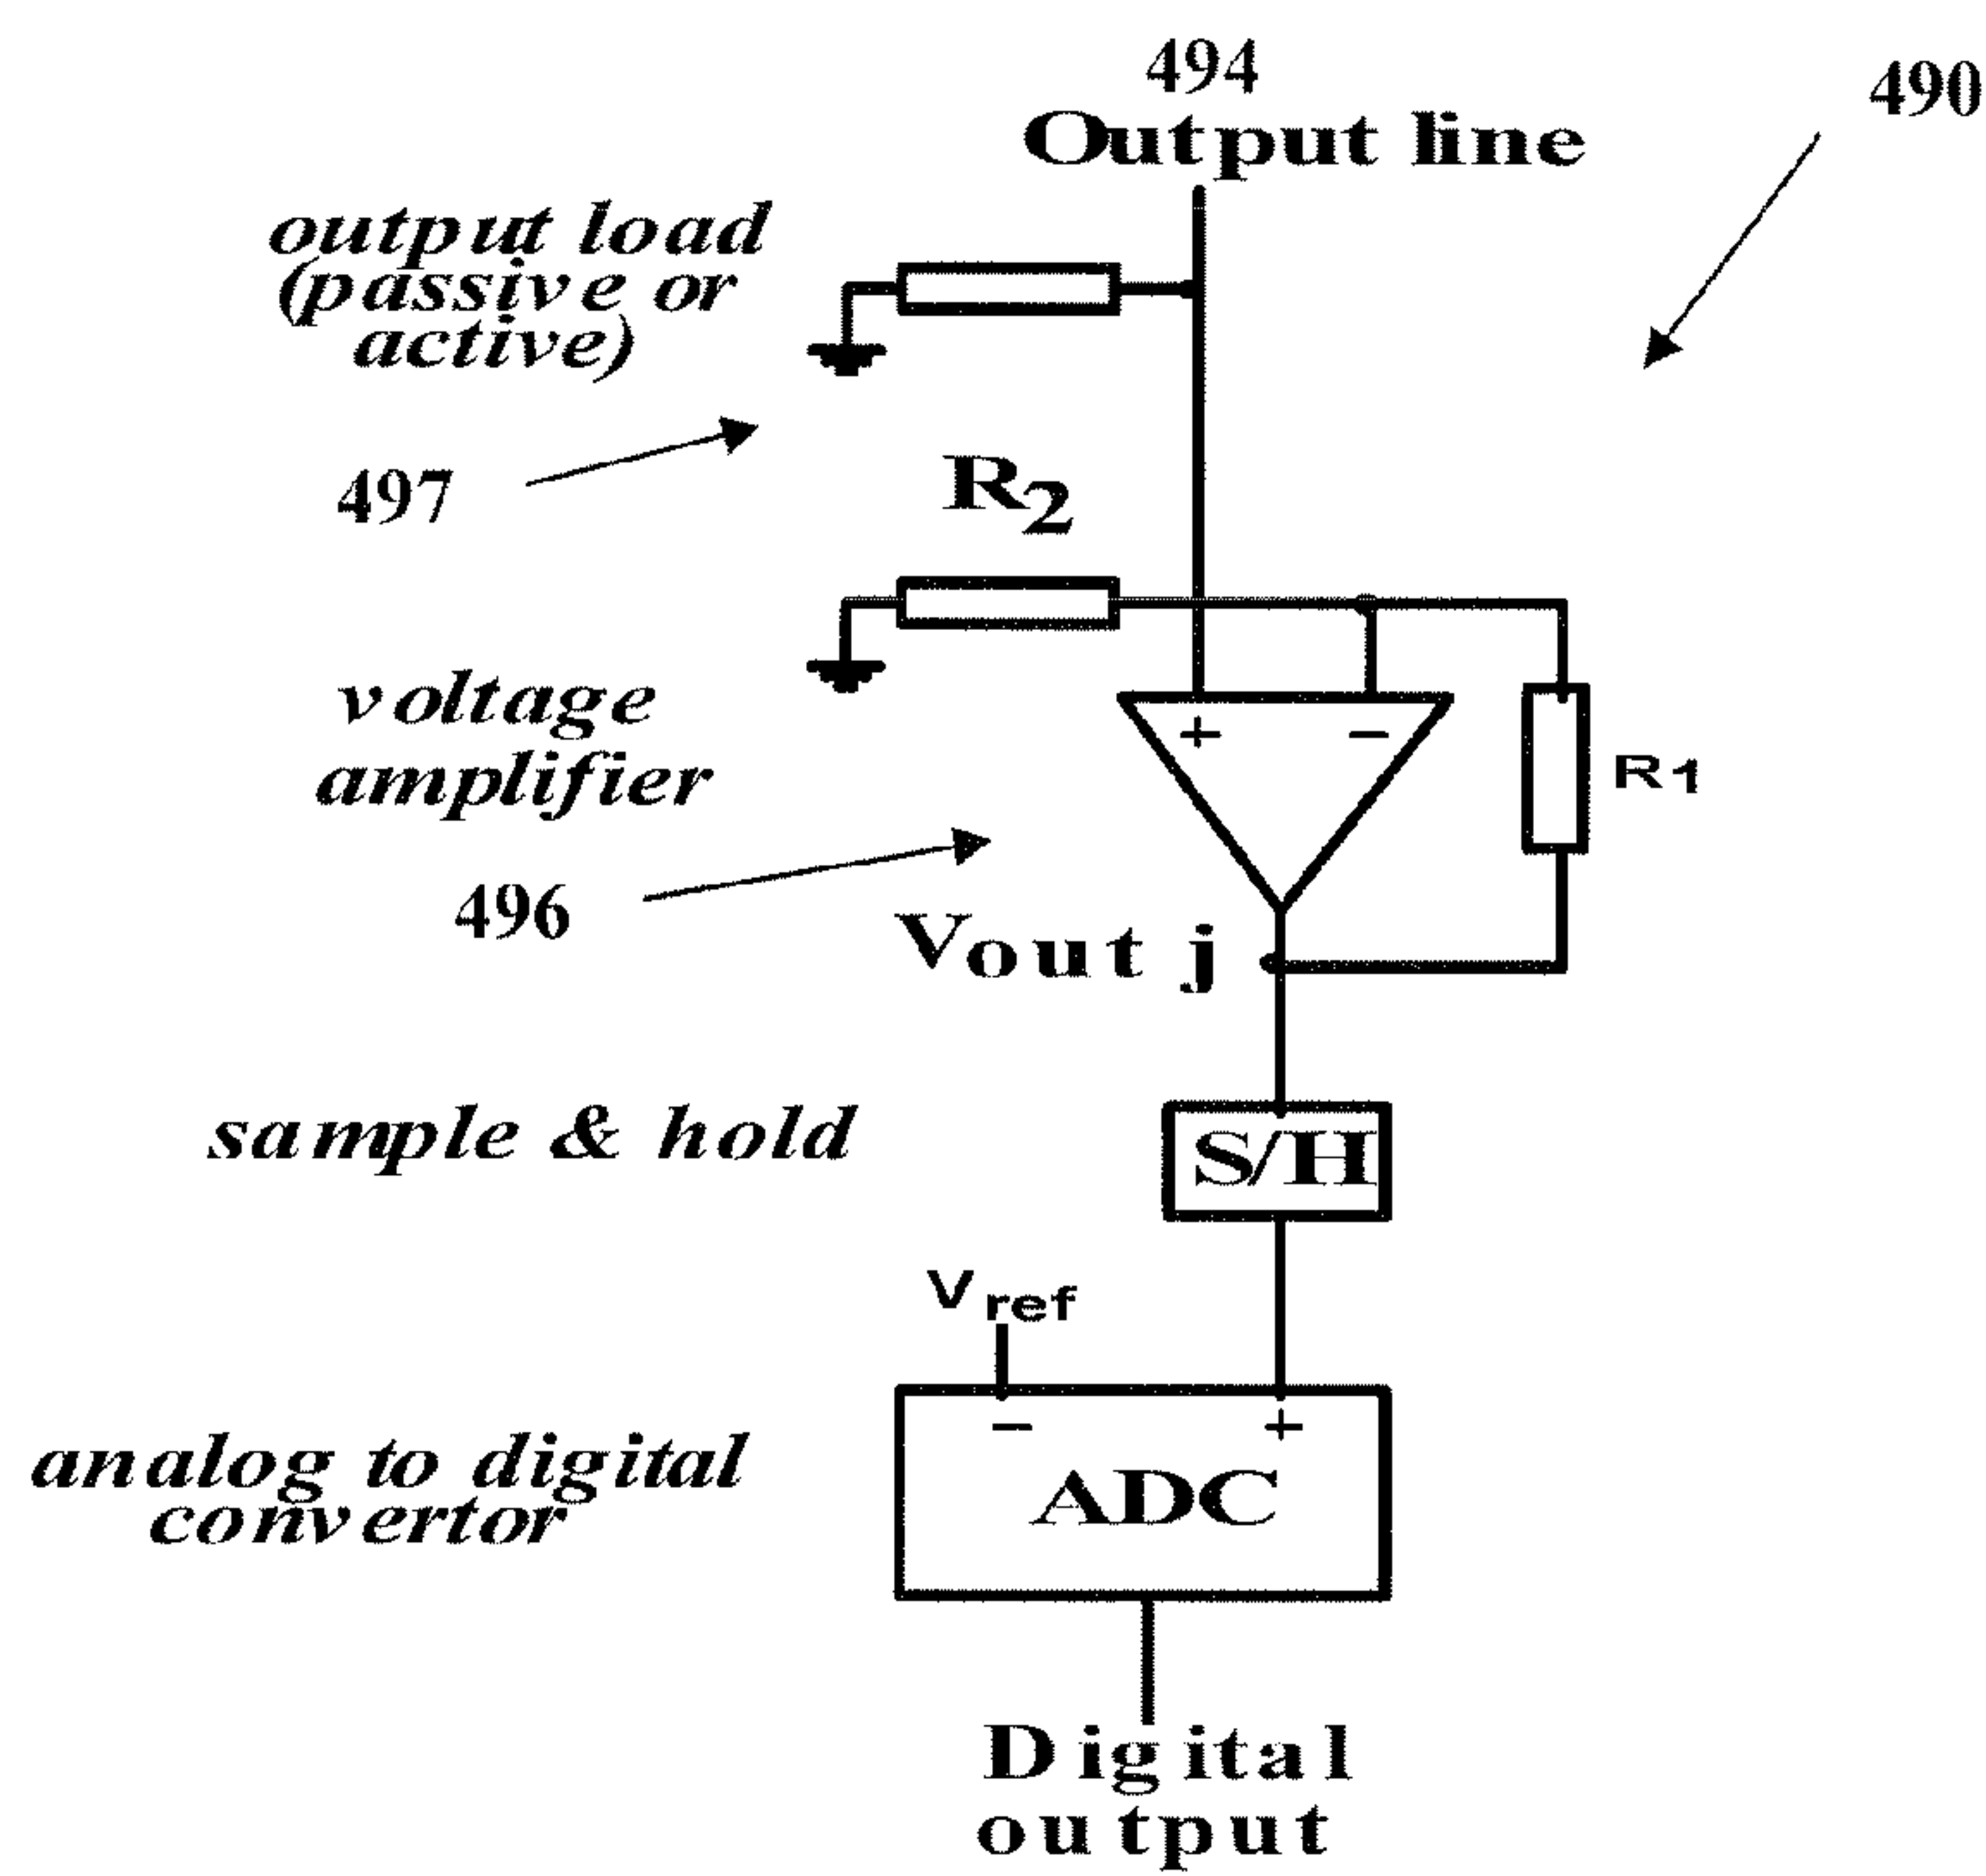 494
490
Output line
output load
(passive or
active)
497
R2
voltage
amplifier
+ −
R1
496
Vout j
sample & hold
S/H
Vref
− +
analog to digital
convertor
ADC
Digital
output